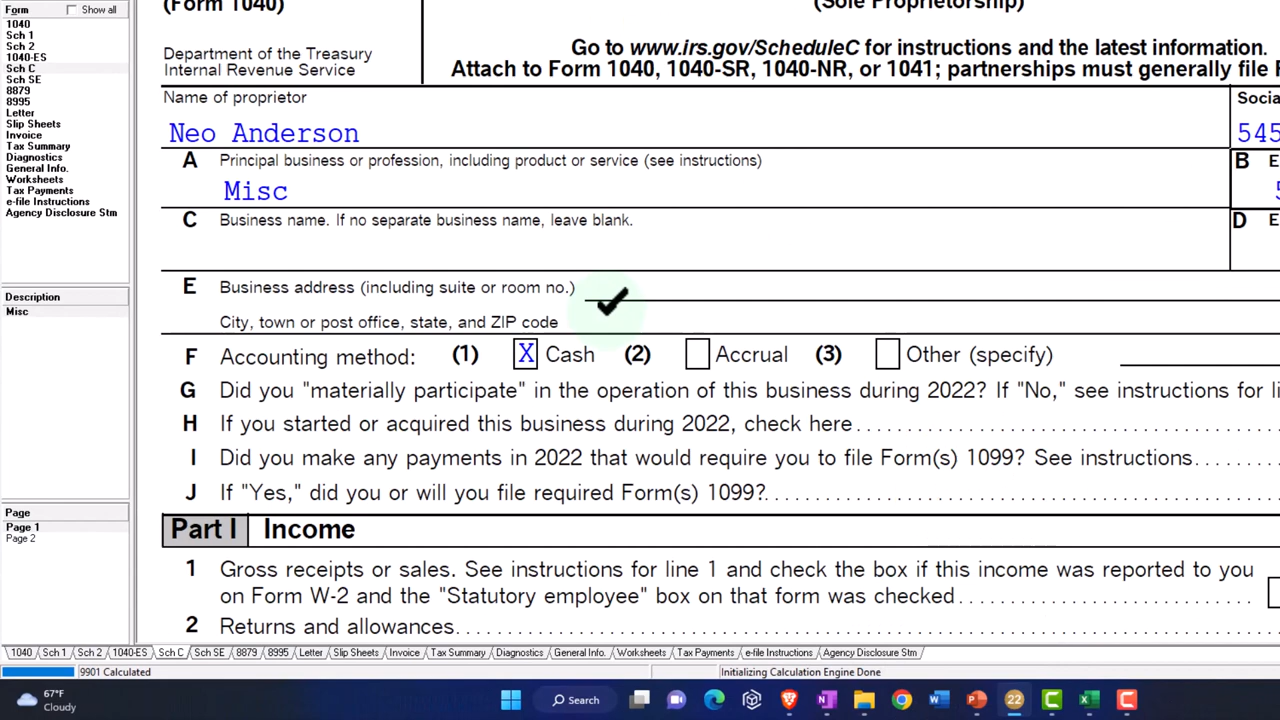 Form Show all
1040
Sch 1
Sch 2
1040-ES
Sch C
Sch SE
8879
8995
Letter
Slip Sheets
Invoice
Tax Summary
Diagnostics
General Info.
Worksheets
Tax Payments
e-file Instructions
Agency Disclosure Stm
Description
Misc
Page
Page 1
Page 2
(Form 1040)
(Sole Proprietorship)
Department of the Treasury
Internal Revenue Service
Go to www.irs.gov/ScheduleC for instructions and the latest information.
Attach to Form 1040, 1040-SR, 1040-NR, or 1041; partnerships must generally file
Name of proprietor
Neo Anderson 545
A Principal business or profession, including product or service (see instructions) B
Misc
C Business name. If no separate business name, leave blank. D
E Business address (including suite or room no.)
City, town or post office, state, and ZIP code
F Accounting method: (1) X Cash (2) Accrual (3) Other (specify)
G Did you "materially participate" in the operation of this business during 2022? If "No," see instructions for
H If you started or acquired this business during 2022, check here
I Did you make any payments in 2022 that would require you to file Form(s) 1099? See instructions
J If "Yes," did you or will you file required Form(s) 1099?
Part I Income
1 Gross receipts or sales. See instructions for line 1 and check the box if this income was reported to you
on Form W-2 and the "Statutory employee" box on that form was checked
2 Returns and allowances
1040 Sch 1 Sch 2 1040-ES Sch C Sch SE 8879 8995 Letter Slip Sheets Invoice Tax Summary Diagnostics General Info. Worksheets Tax Payments e-file Instructions Agency Disclosure Stm
9901 Calculated Initializing Calculation Engine Done
67°F
Cloudy
Search
22